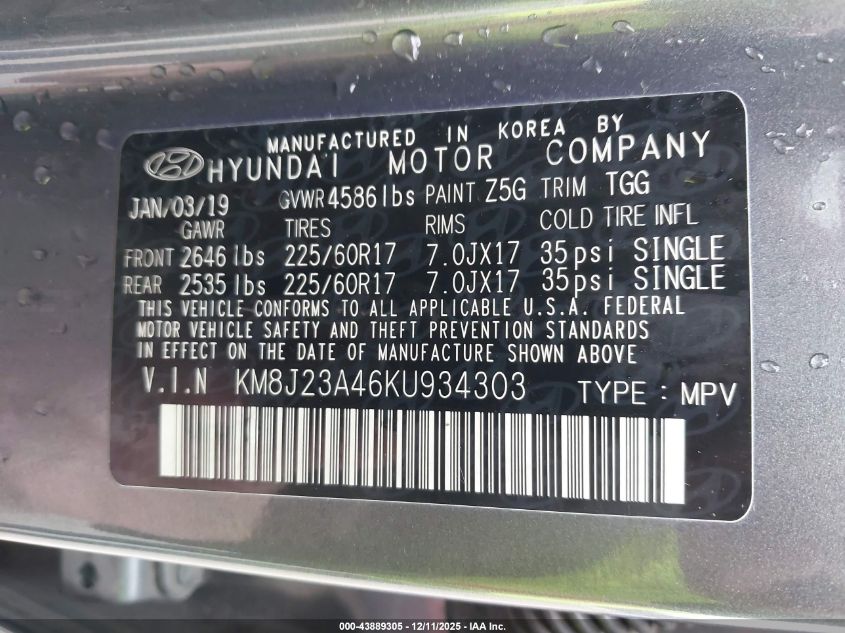 MANUFACTURED IN KOREA BY
HYUNDAI MOTOR COMPANY
JAN/03/19 GVWR 4586lbs PAINT Z5G TRIM TGG
GAWR TIRES RIMS COLD TIRE INFL
FRONT 2646 lbs 225/60R17 7.0JX17 35psi SINGLE
REAR 2535 lbs 225/60R17 7.0JX17 35psi SINGLE
THIS VEHICLE CONFORMS TO ALL APPLICABLE U.S.A. FEDERAL
MOTOR VEHICLE SAFETY AND THEFT PREVENTION STANDARDS
IN EFFECT ON THE DATE OF MANUFACTURE SHOWN ABOVE
V.I.N KM8J23A46KU934303 TYPE : MPV
000-43889305 - 12/11/2025 - IAA Inc.